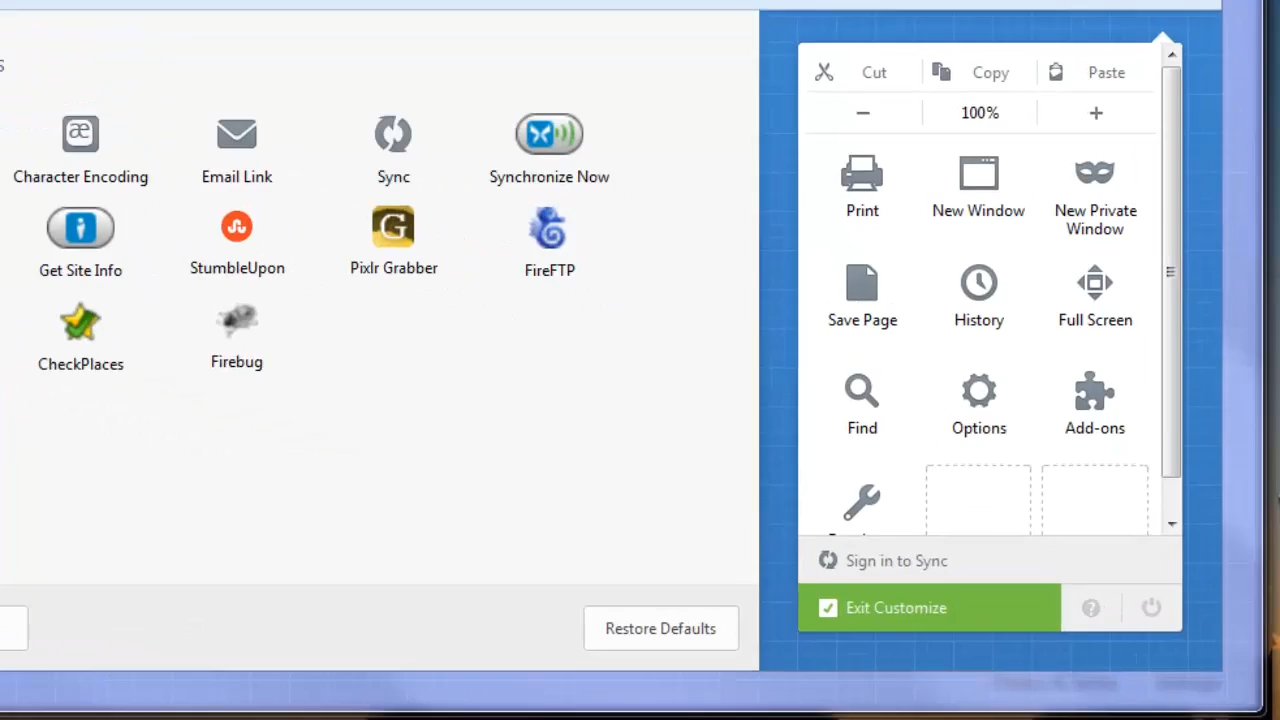 s
Character Encoding
Email Link
Sync
Synchronize Now
Get Site Info
StumbleUpon
G
Pixlr Grabber
FireFTP
CheckPlaces
Firebug
Restore Defaults
Cut
Copy
Paste
− 100% +
Print
New Window
New Private
Window
Save Page
History
Full Screen
Find
Options
Add-ons
Sign in to Sync
Exit Customize